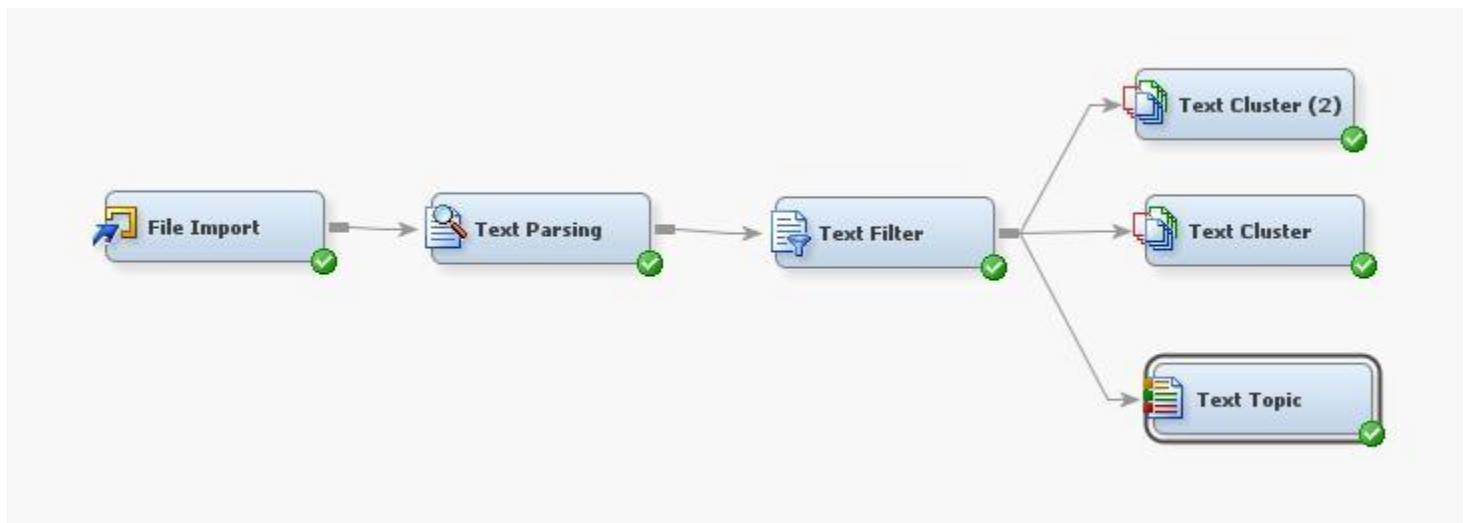 Text Cluster (2)
File Import
Text Parsing
Text Filter
Text Cluster
Text Topic